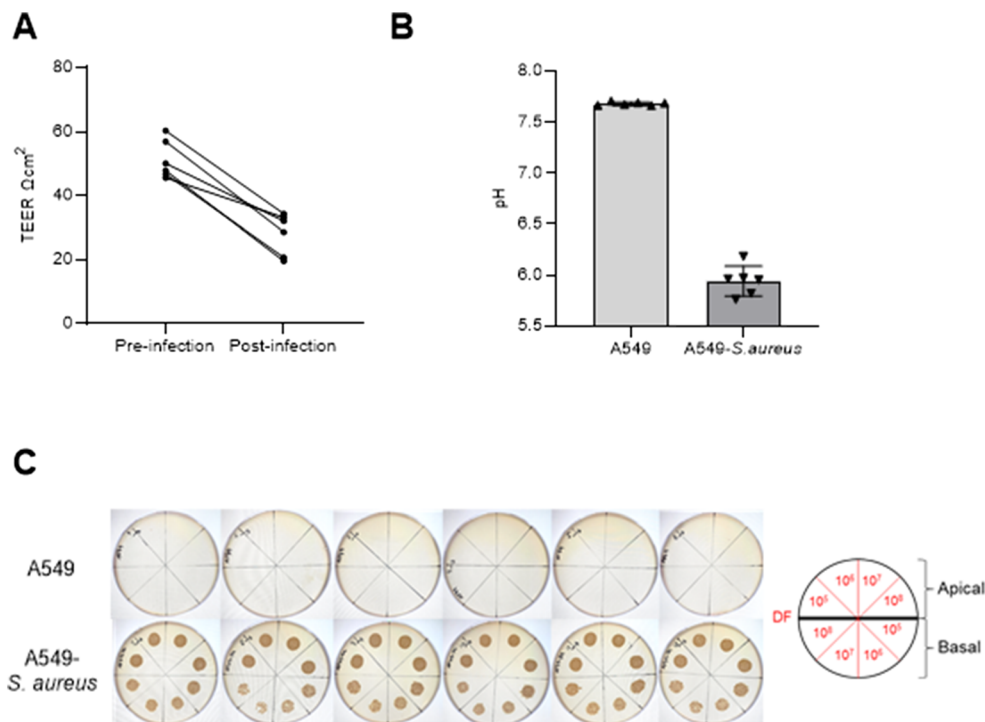 A
B
80
60
40
20
0
TEER Ωcm2
Pre-infection
Post-infection
8.0
7.5
7.0
6.5
6.0
5.5
pH
A549
A549-S.aureus
C
A549
A549-
S. aureus
DF
10⁵
10⁶
10⁷
10⁸
10⁸
10⁷
10⁶
10⁵
Apical
Basal